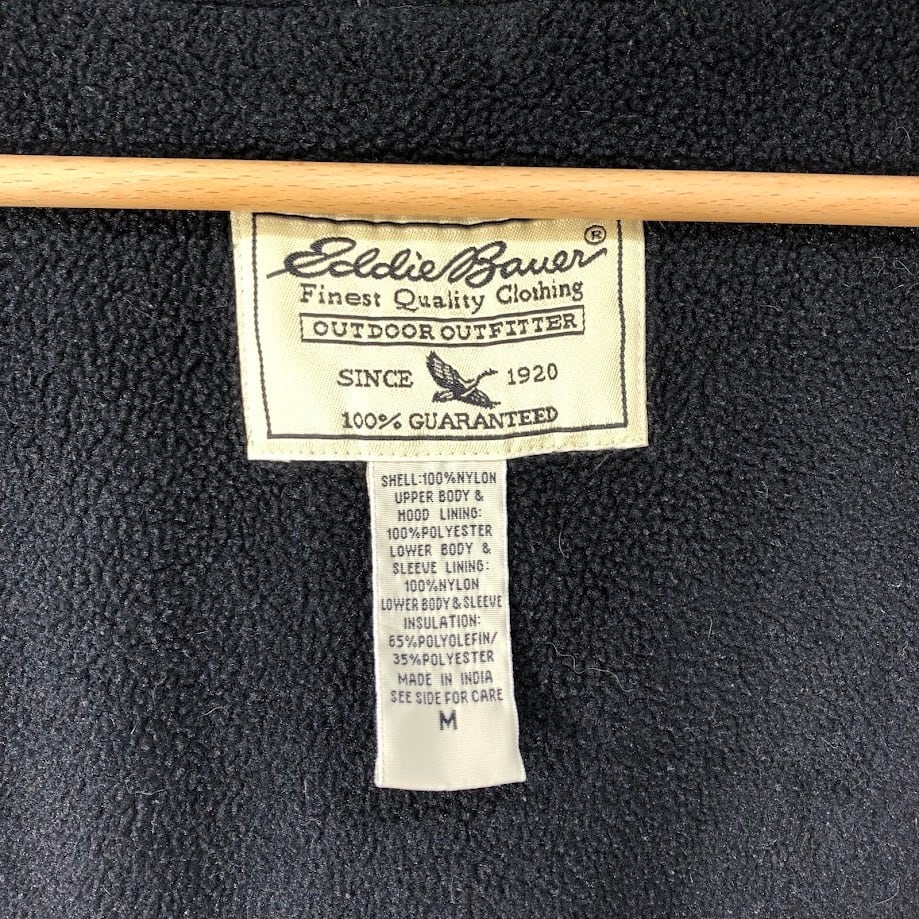 Eddie Bauer®
Finest Quality Clothing
OUTDOOR OUTFITTER
SINCE 1920
100% GUARANTEED
SHELL:100%NYLON
UPPER BODY &
HOOD LINING:
100%POLYESTER
LOWER BODY &
SLEEVE LINING:
100%NYLON
LOWER BODY&SLEEVE
INSULATION:
65%POLYOLEFIN/
35%POLYESTER
MADE IN INDIA
SEE SIDE FOR CARE
M